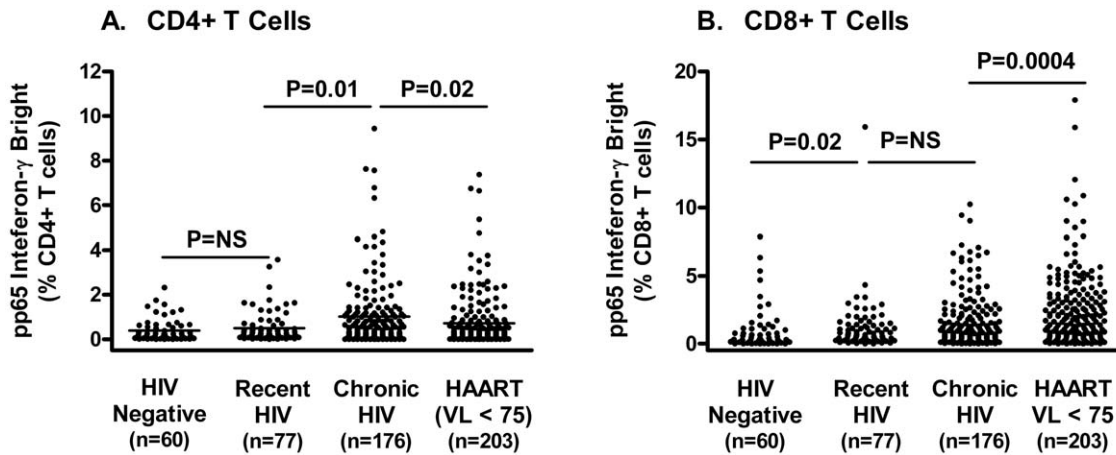 A. CD4+ T Cells
pp65 Inteferon-γ Bright
(% CD4+ T cells)
12
10
8
6
4
2
0
P=NS
P=0.01
P=0.02
HIV
Negative
(n=60)
Recent
HIV
(n=77)
Chronic
HIV
(n=176)
HAART
(VL < 75)
(n=203)
B. CD8+ T Cells
pp65 Inteferon-γ Bright
(% CD8+ T cells)
20
15
10
5
0
P=0.02
P=NS
P=0.0004
HIV
Negative
(n=60)
Recent
HIV
(n=77)
Chronic
HIV
(n=176)
HAART
VL < 75)
(n=203)